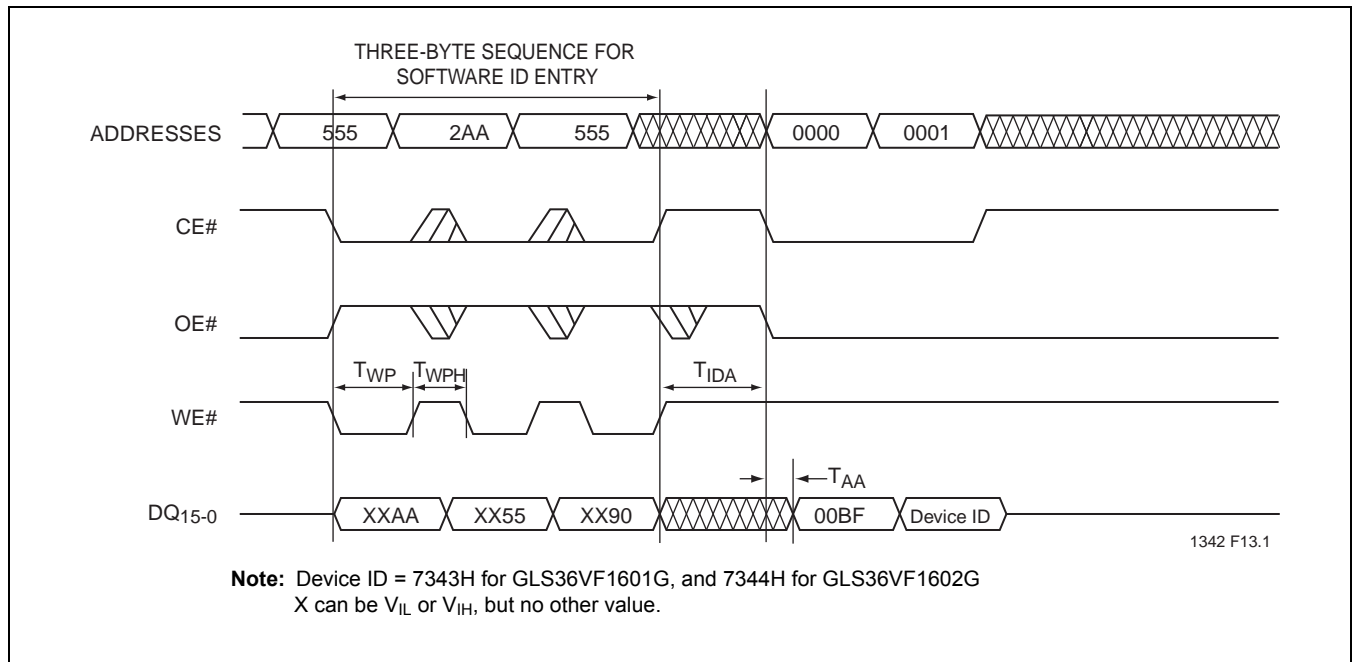 THREE-BYTE SEQUENCE FOR
SOFTWARE ID ENTRY
ADDRESSES 555 2AA 555 0000 0001
CE#
OE#
TWP TWPH TIDA
WE#
TAA
DQ15-0 XXAA XX55 XX90 00BF Device ID
1342 F13.1
Note: Device ID = 7343H for GLS36VF1601G, and 7344H for GLS36VF1602G
X can be VIL or VIH, but no other value.